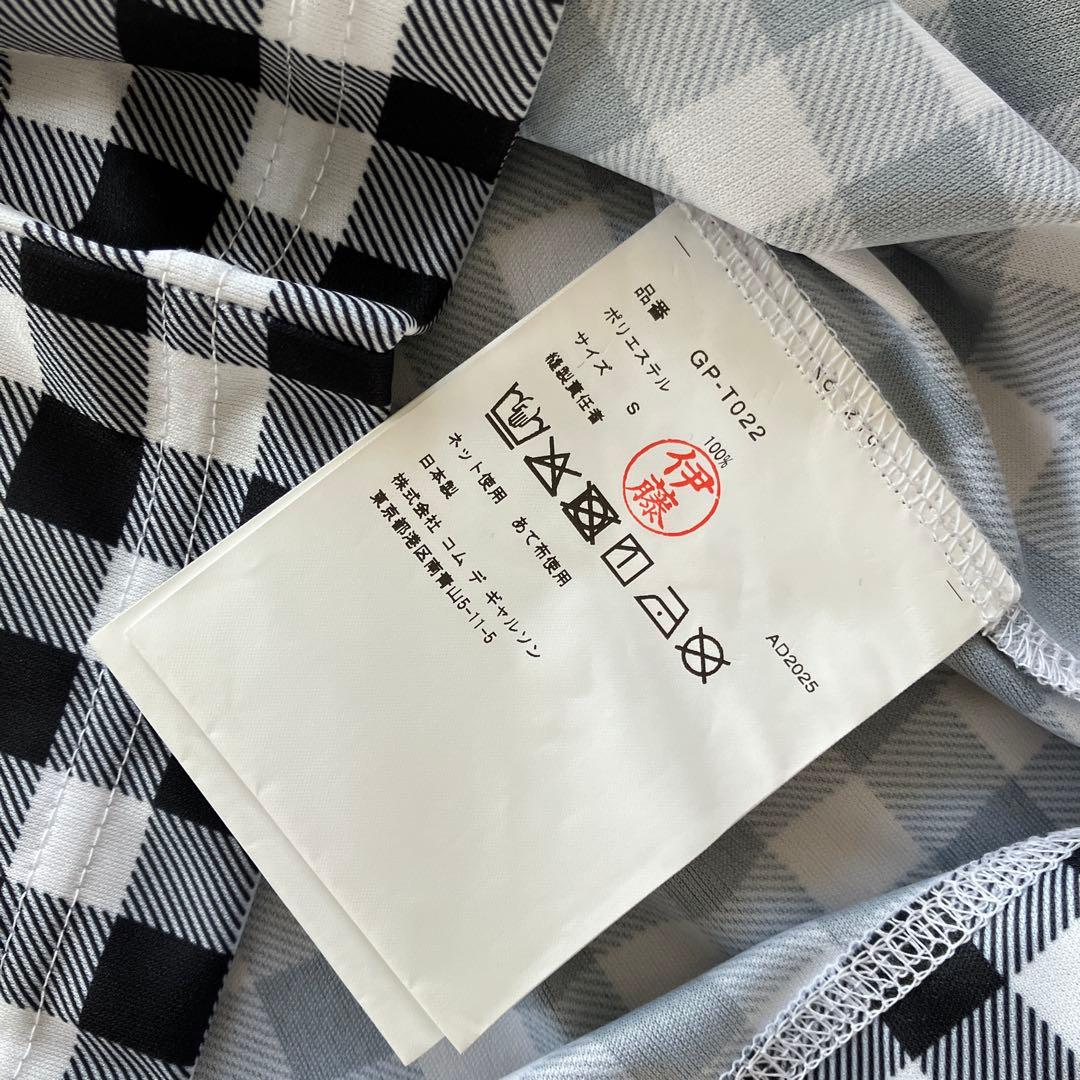 品番 GP-T022
ポリエステル 100%
サイズ S
縫製責任者
伊藤
ネット使用 あて布使用
日本製
株式会社 コム デ ギャルソン
東京都港区南青山5-11-5
AD2025